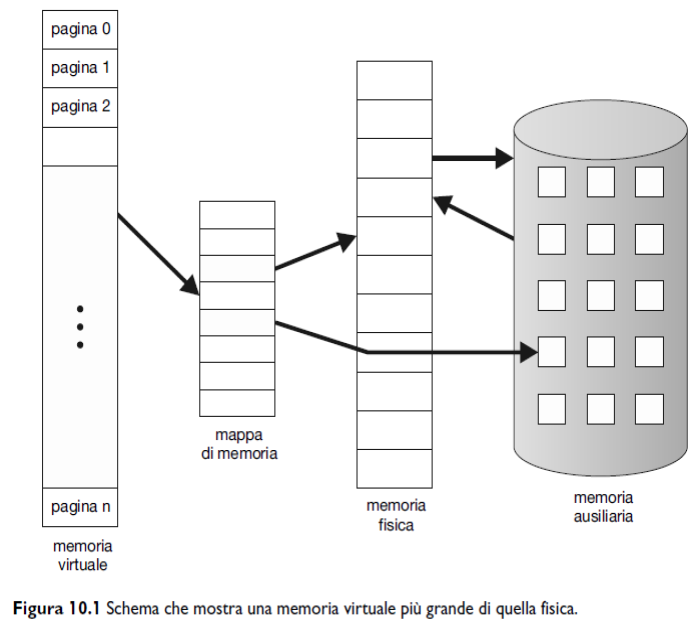 pagina 0
pagina 1
pagina 2
pagina n
memoria
virtuale
mappa
di memoria
memoria
fisica
memoria
ausiliaria
Figura 10.1 Schema che mostra una memoria virtuale più grande di quella fisica.